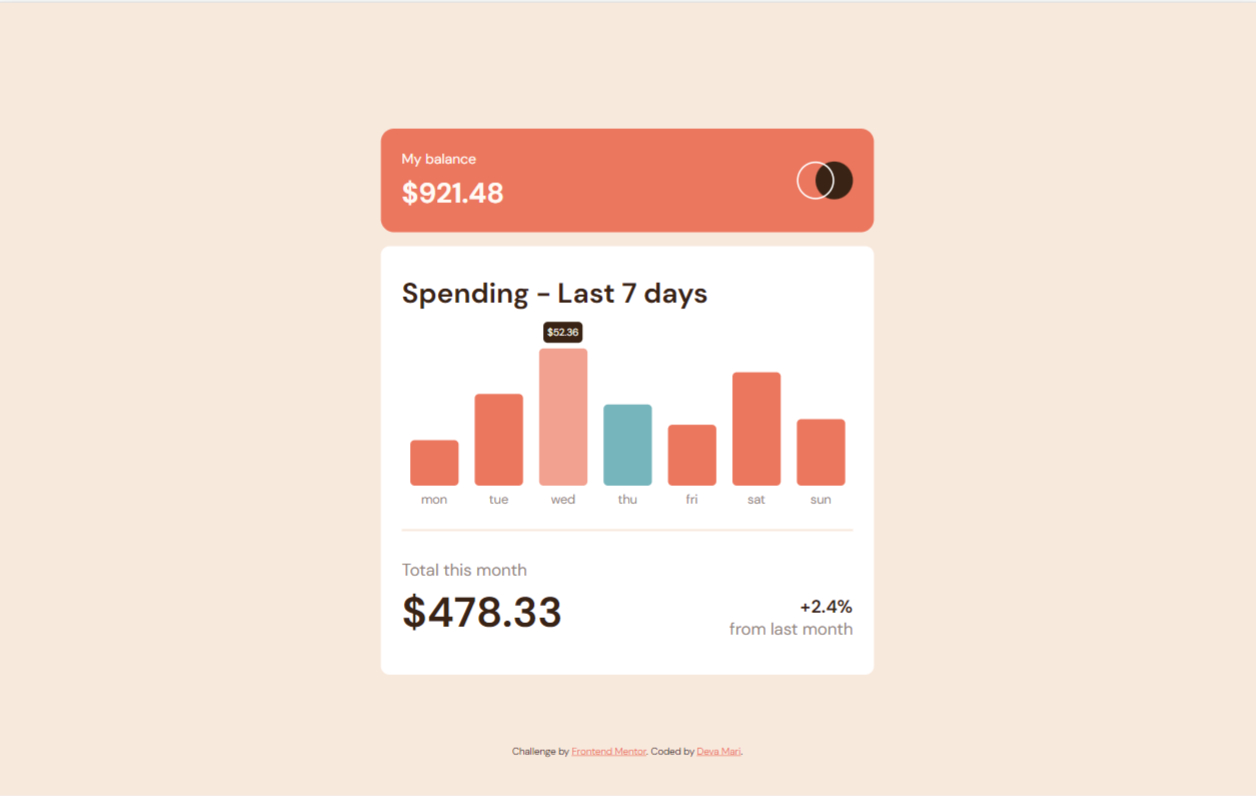 My balance
$921.48
Spending - Last 7 days
$52.36
mon tue wed thu fri sat sun
Total this month
$478.33
+2.4%
from last month
Challenge by Frontend Mentor. Coded by Deva Mari.